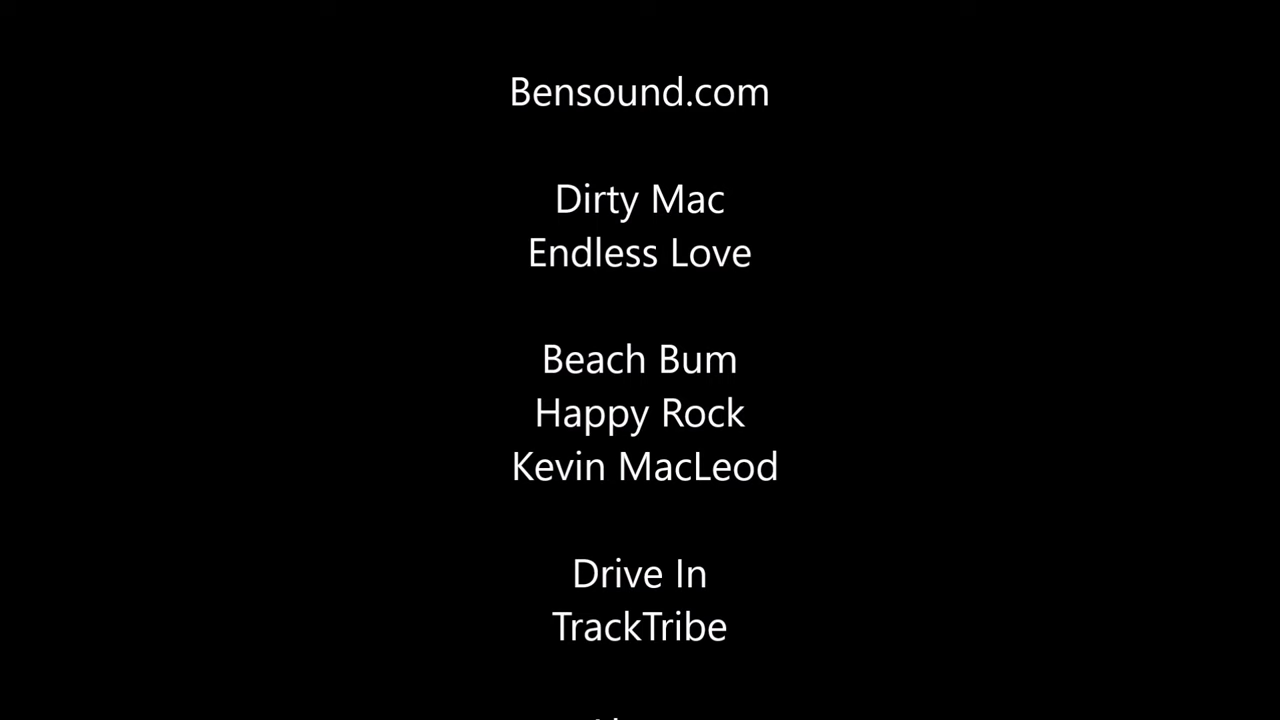 Bensound.com
Dirty Mac
Endless Love
Beach Bum
Happy Rock
Kevin MacLeod
Drive In
TrackTribe